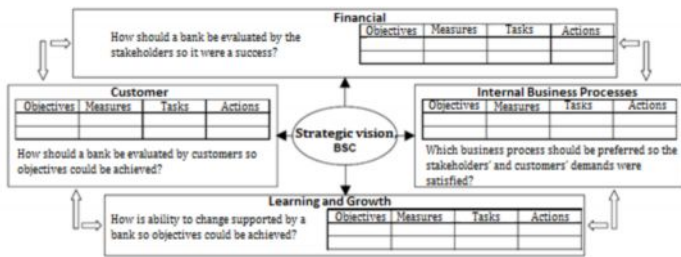 Financial
How should a bank be evaluated by the
stakeholders so it were a success?
Objectives Measures Tasks Actions
Customer
Objectives Measures Tasks Actions
How should a bank be evaluated by customers so
objectives could be achieved?
Strategic vision
BSC
Internal Business Processes
Objectives Measures Tasks Actions
Which business process should be preferred so the
stakeholders' and customers' demands were
satisfied?
Learning and Growth
How is ability to change supported by a
bank so objectives could be achieved?
Objectives Measures Tasks Actions